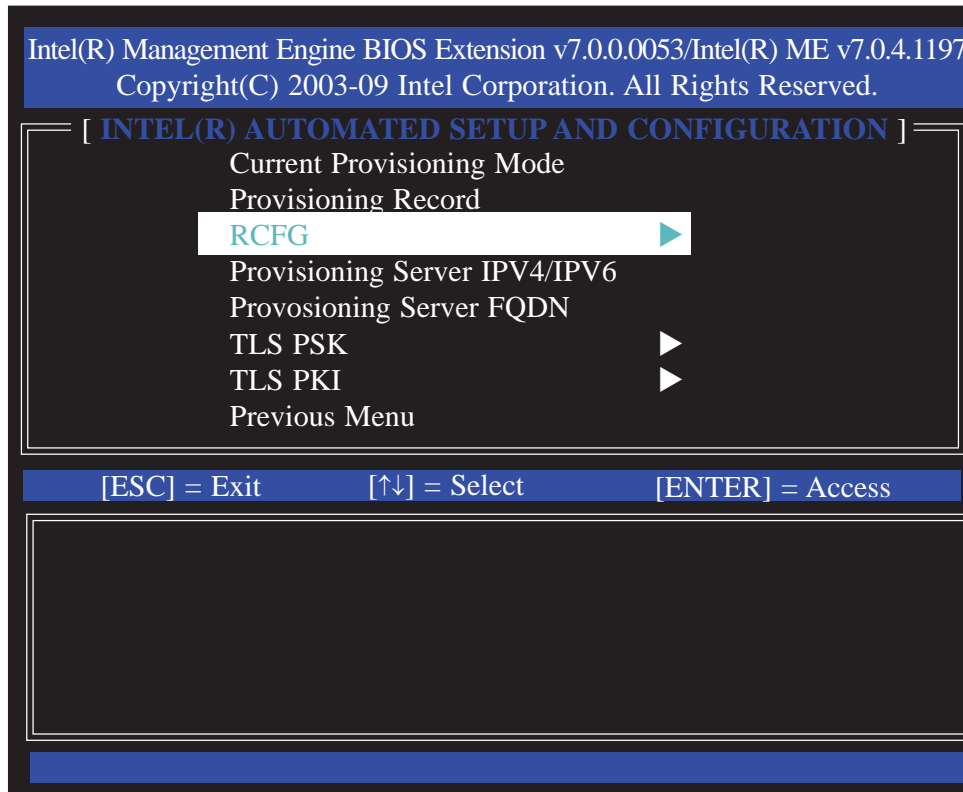 Intel(R) Management Engine BIOS Extension v7.0.0.0053/Intel(R) ME v7.0.4.1197
Copyright(C) 2003-09 Intel Corporation. All Rights Reserved.
[ INTEL(R) AUTOMATED SETUP AND CONFIGURATION ]
Current Provisioning Mode
Provisioning Record
RCFG ▶
Provisioning Server IPV4/IPV6
Provosioning Server FQDN
TLS PSK ▶
TLS PKI ▶
Previous Menu
[ESC] = Exit [↑↓] = Select [ENTER] = Access